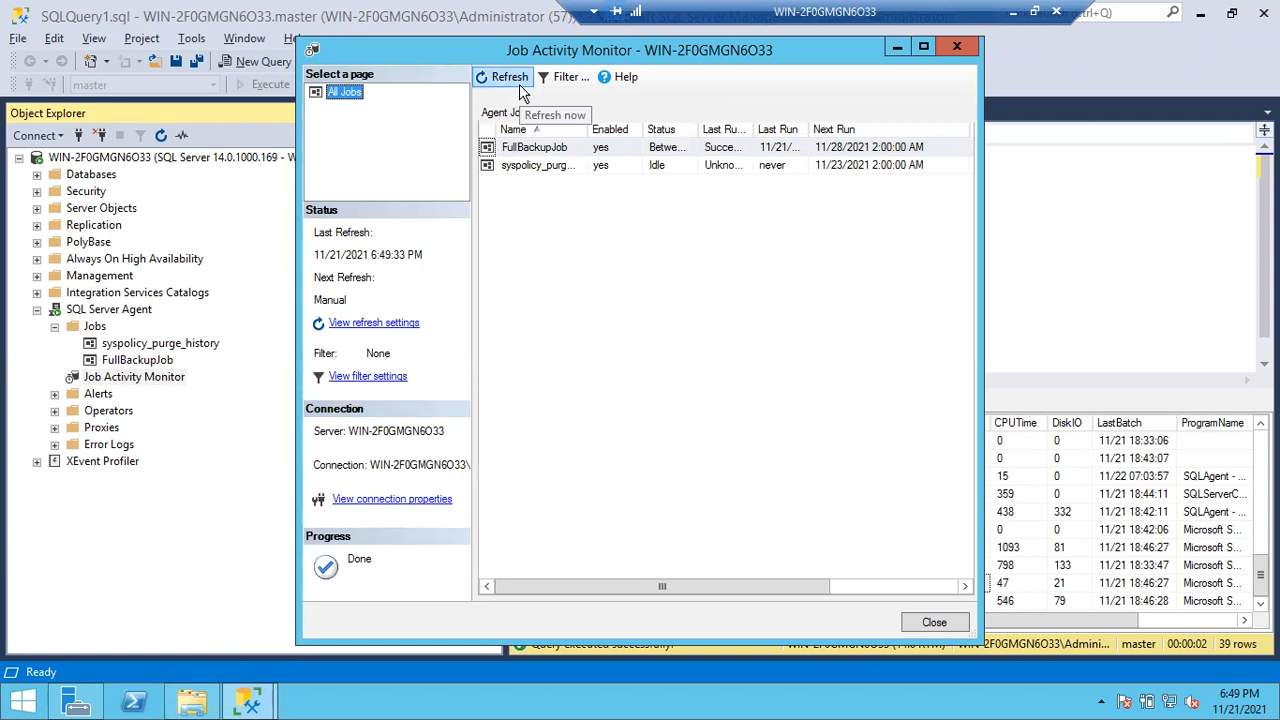 SQLQuery1.sql - WIN-2F0GMGN6O33.master
\Administrator (57))
WIN-2F0GMGN6O33
+Q)
File Edit View Project Tools Window
New Query
master
Execute
Object Explorer
Connect
WIN-2F0GMGN6O33 (SQL Server 14.0.1000.169 - W
Databases
Security
Server Objects
Replication
PolyBase
Always On High Availability
Management
Integration Services Catalogs
SQL Server Agent
Jobs
syspolicy_purge_history
FullBackupJob
Job Activity Monitor
Alerts
Operators
Proxies
Error Logs
XEvent Profiler
Job Activity Monitor - WIN-2F0GMGN6O33
Select a page
All Jobs
Refresh Filter ... Help
Refresh now
Agent Jo
Name Enabled Status Last Ru... Last Run Next Run
FullBackupJob yes Betwe... Succe... 11/21/... 11/28/2021 2:00:00 AM
syspolicy_purg... yes Idle Unkno... never 11/23/2021 2:00:00 AM
Status
Last Refresh:
11/21/2021 6:49:33 PM
Next Refresh:
Manual
View refresh settings
Filter: None
View filter settings
Connection
Server: WIN-2F0GMGN6O33
Connection: WIN-2F0GMGN6O33\
View connection properties
Progress
Done
Close
CPUTime DiskIO LastBatch ProgramName
0 0 11/21 18:33:06
0 0 11/21 18:43:07
15 0 11/22 07:03:57 SQLAgent - ...
359 0 11/21 18:44:11 SQLServerC...
438 332 11/21 18:42:11 SQLAgent - ...
0 0 11/21 18:42:06 Microsoft S...
1093 81 11/21 18:46:27 Microsoft S...
798 133 11/21 18:33:47 Microsoft S...
47 21 11/21 18:46:27 Microsoft S...
546 79 11/21 18:46:28 Microsoft S...
Query executed successfully.
WIN-2F0GMGN6O33\Admini... master 00:00:02 39 rows
Ready
6:49 PM
11/21/2021